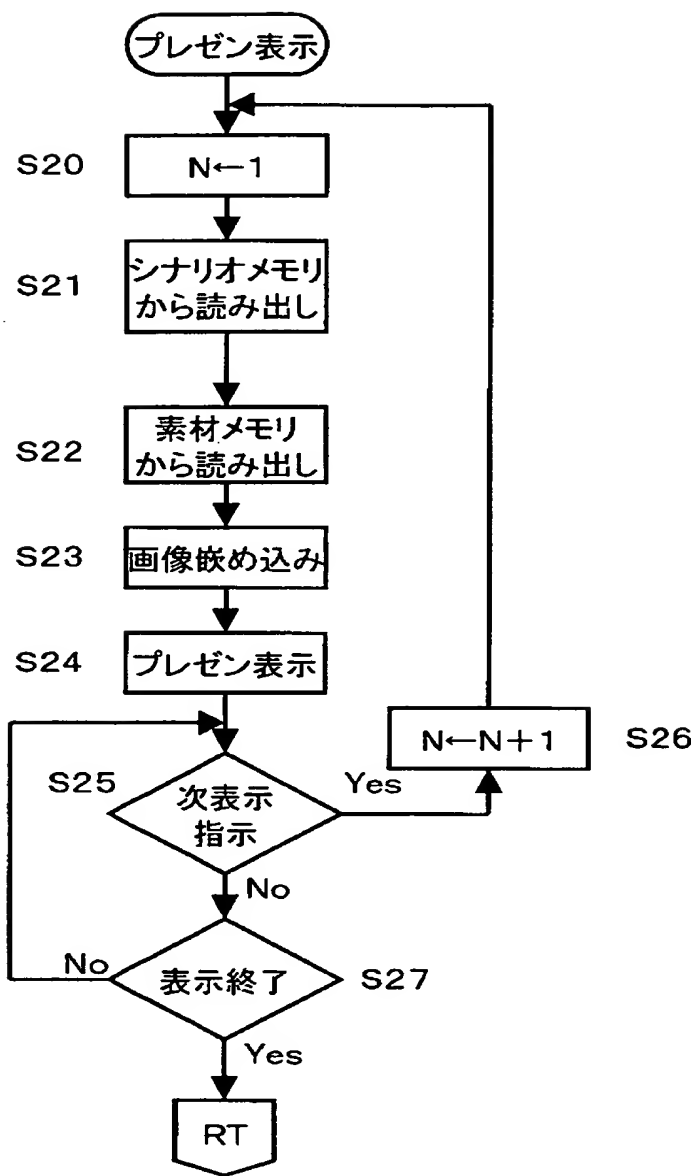 プレゼン表示
S20
N←1
S21
シナリオメモリ
から読み出し
S22
素材メモリ
から読み出し
S23
画像嵌め込み
S24
プレゼン表示
N←N+1
S26
S25
次表示
指示
Yes
No
No
表示終了
S27
Yes
RT